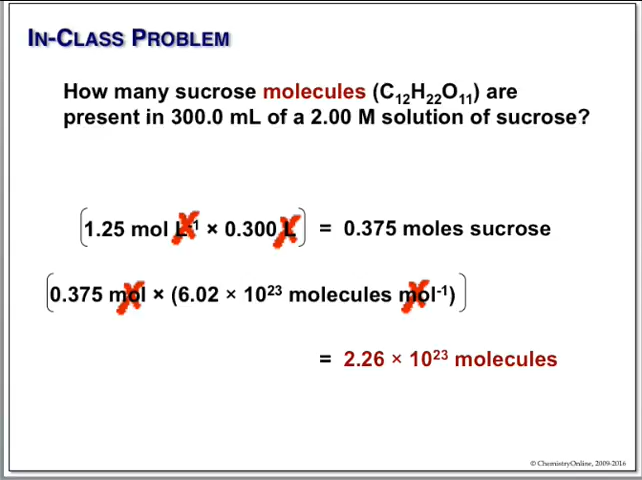 IN-CLASS PROBLEM
How many sucrose molecules (C₁₂H₂₂O₁₁) are
present in 300.0 mL of a 2.00 M solution of sucrose?
1.25 mol L⁻¹ × 0.300 L = 0.375 moles sucrose
0.375 mol × (6.02 × 10²³ molecules mol⁻¹)
= 2.26 × 10²³ molecules
© ChemistryOnline, 2009-2016